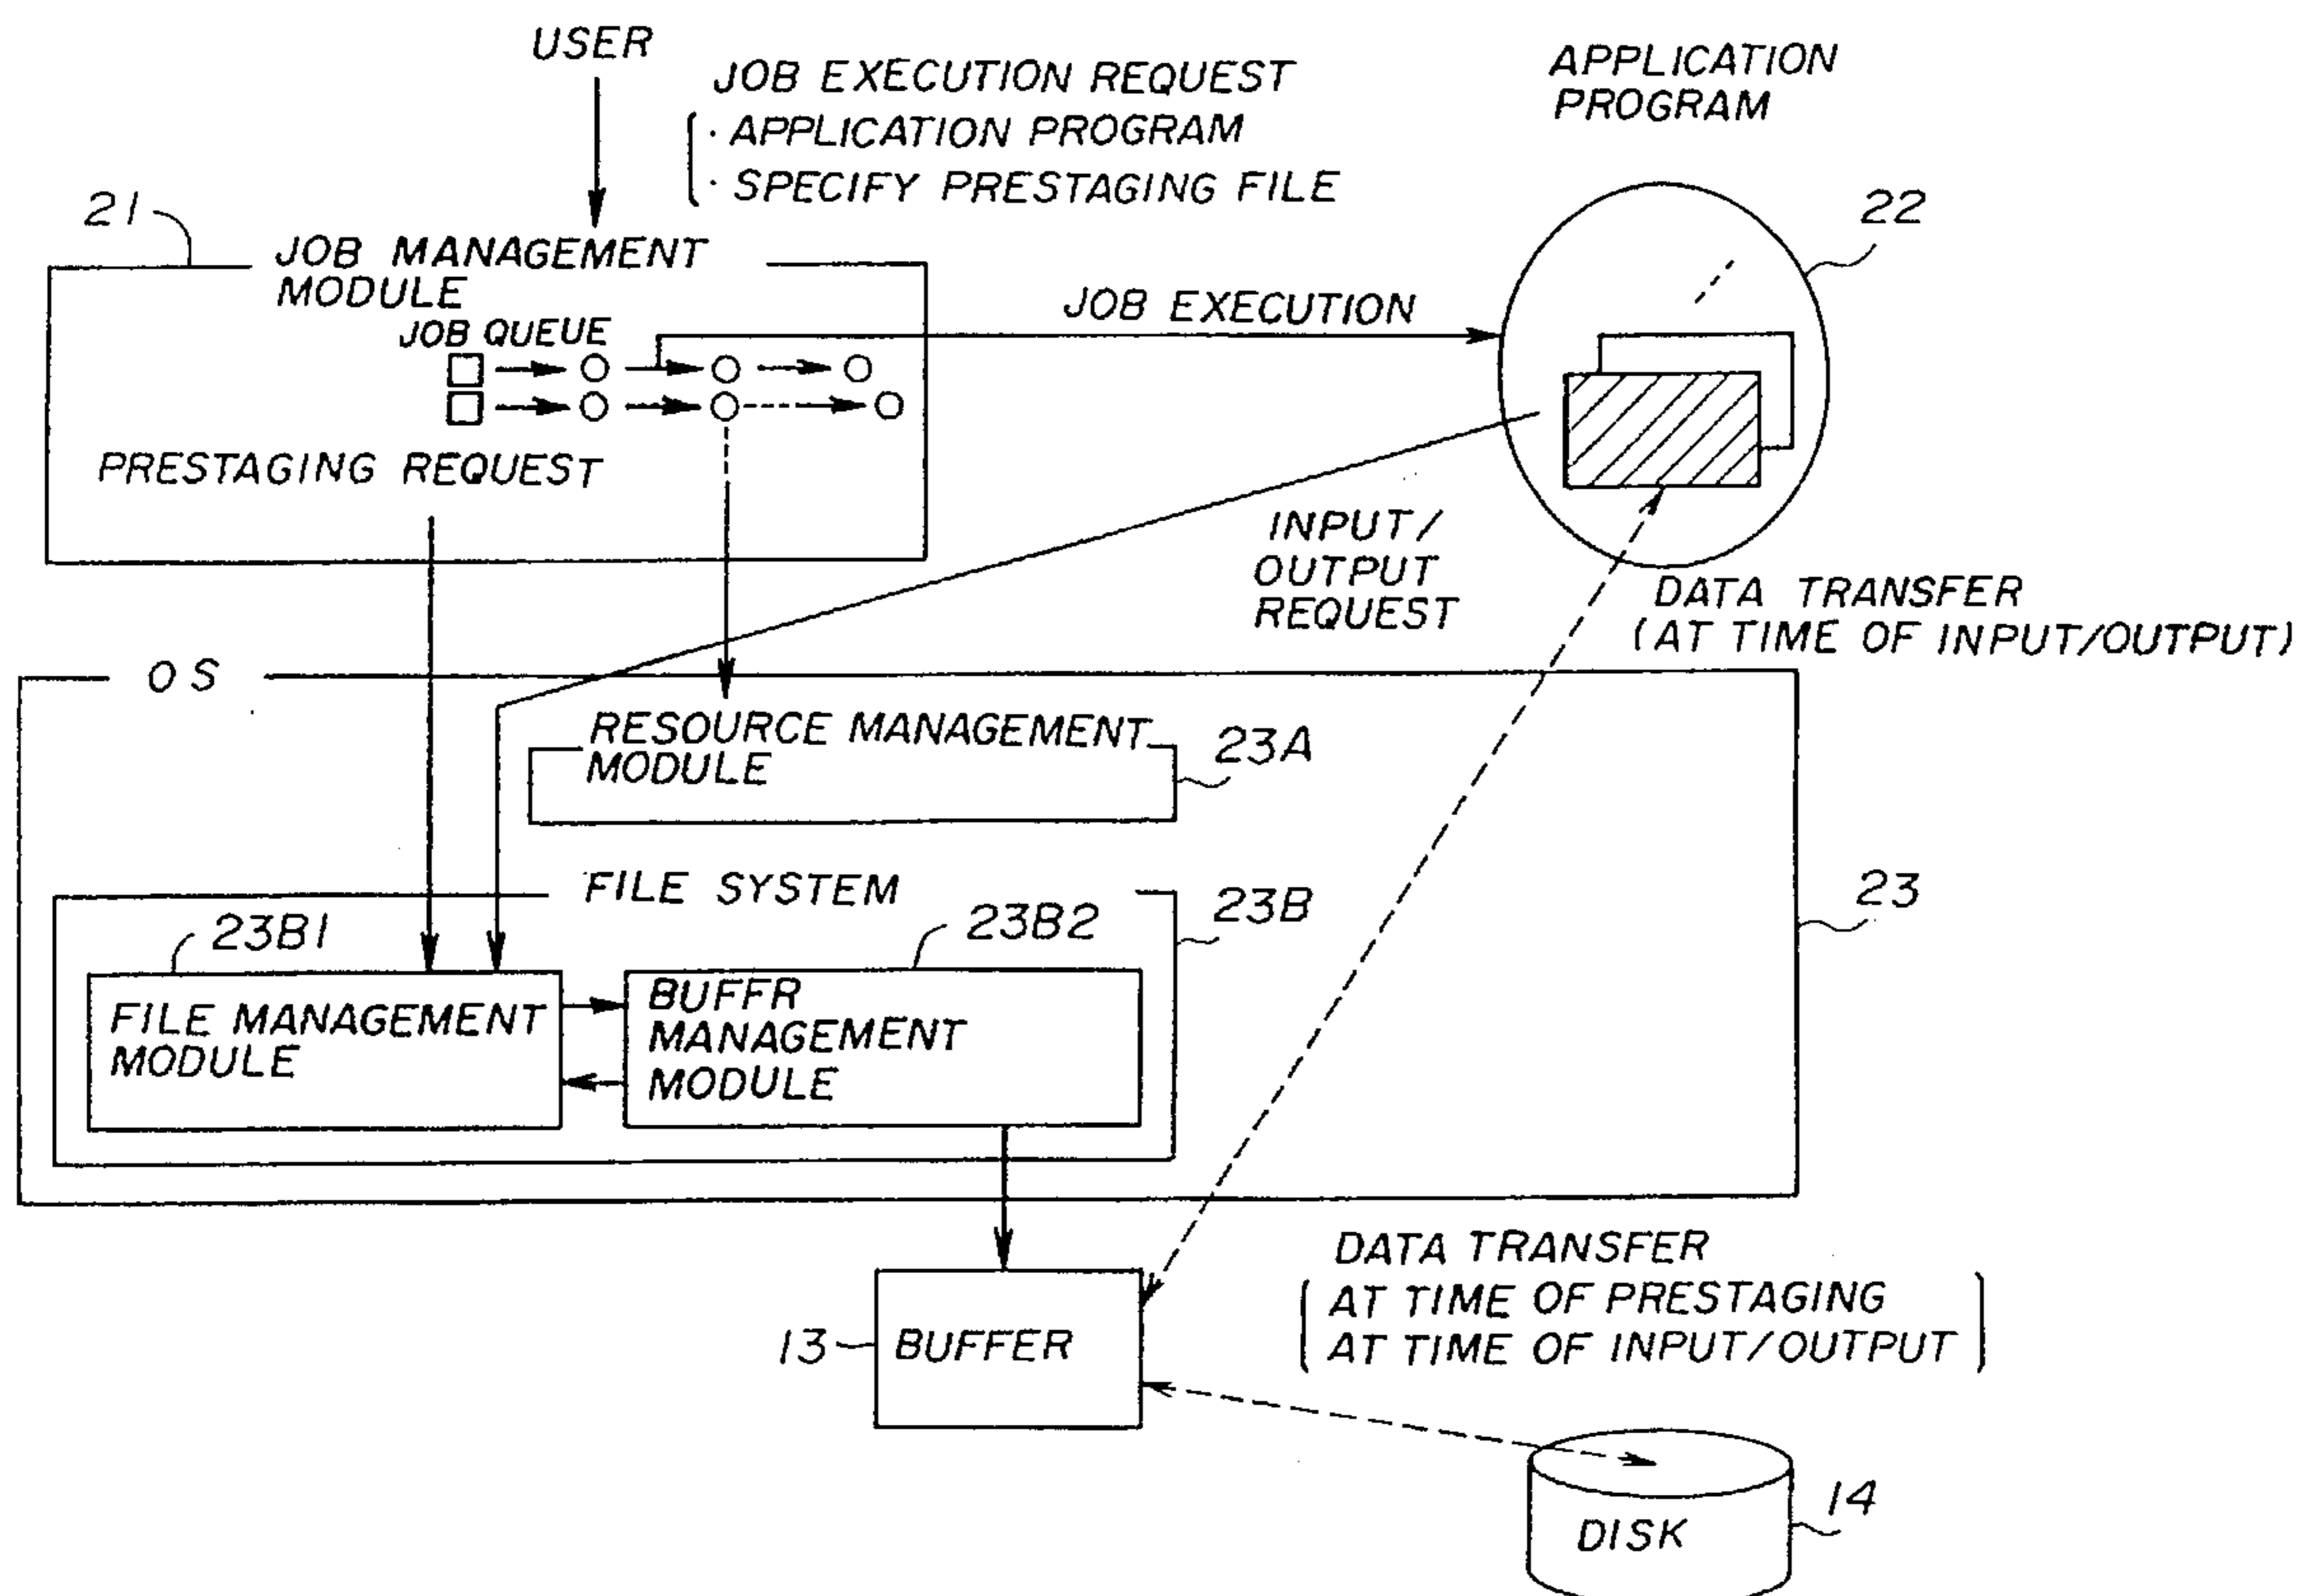 USER
JOB EXECUTION REQUEST
· APPLICATION PROGRAM
· SPECIFY PRESTAGING FILE
APPLICATION
PROGRAM
21
22
JOB MANAGEMENT
MODULE
JOB QUEUE
JOB EXECUTION
PRESTAGING REQUEST
INPUT/
OUTPUT
REQUEST
DATA TRANSFER
(AT TIME OF INPUT/OUTPUT)
OS
RESOURCE MANAGEMENT
MODULE
23A
FILE SYSTEM
23B
23
23B1
23B2
FILE MANAGEMENT
MODULE
BUFFR
MANAGEMENT
MODULE
DATA TRANSFER
AT TIME OF PRESTAGING
AT TIME OF INPUT/OUTPUT
13
BUFFER
14
DISK